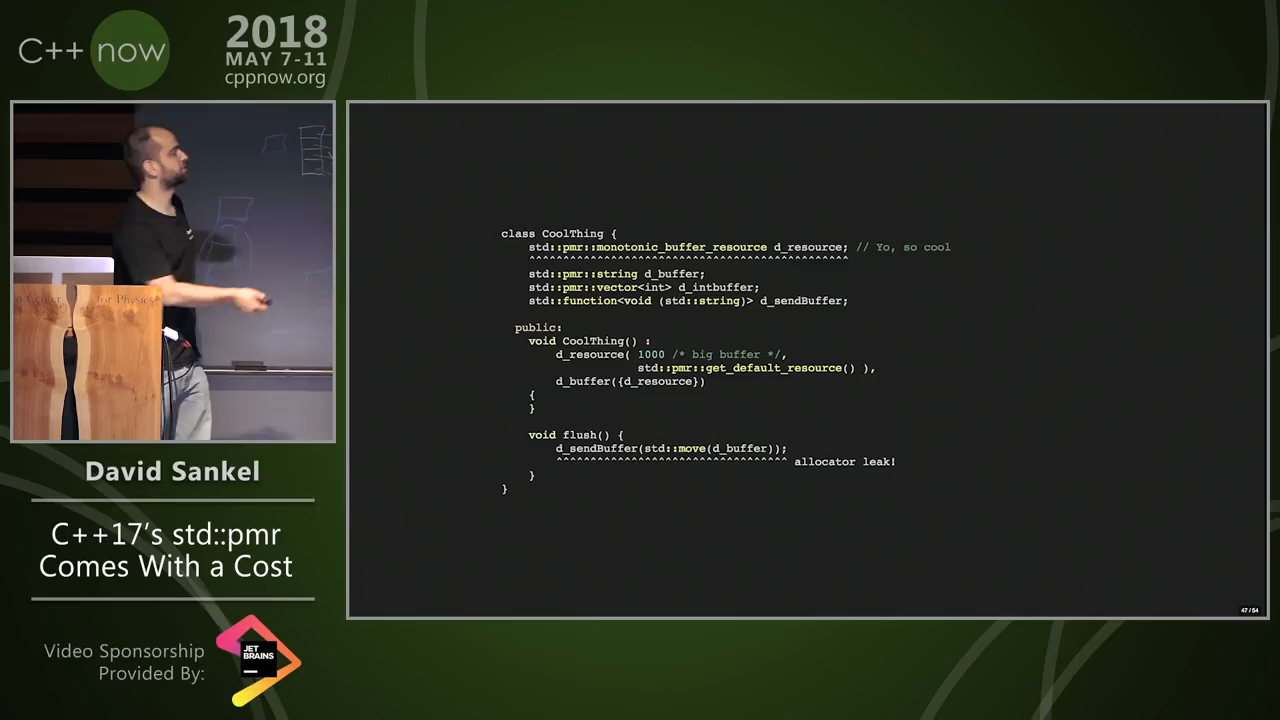 C++ now
2018
MAY 7-11
cppnow.org
for Physics
class CoolThing {
std::pmr::monotonic_buffer_resource d_resource; // Yo, so cool
^^^^^^^^^^^^^^^^^^^^^^^^^^^^^^^^^^^^^^^^^^^^^^^
std::pmr::string d_buffer;
std::pmr::vector<int> d_intbuffer;
std::function<void (std::string)> d_sendBuffer;
public:
void CoolThing() :
d_resource( 1000 /* big buffer */,
std::pmr::get_default_resource() ),
d_buffer({d_resource})
{
}
void flush() {
d_sendBuffer(std::move(d_buffer));
^^^^^^^^^^^^^^^^^^^^^^^^^^^^^^^^^^ allocator leak!
}
}
47 / 54
David Sankel
C++17's std::pmr
Comes With a Cost
Video Sponsorship
Provided By:
JET
BRAINS